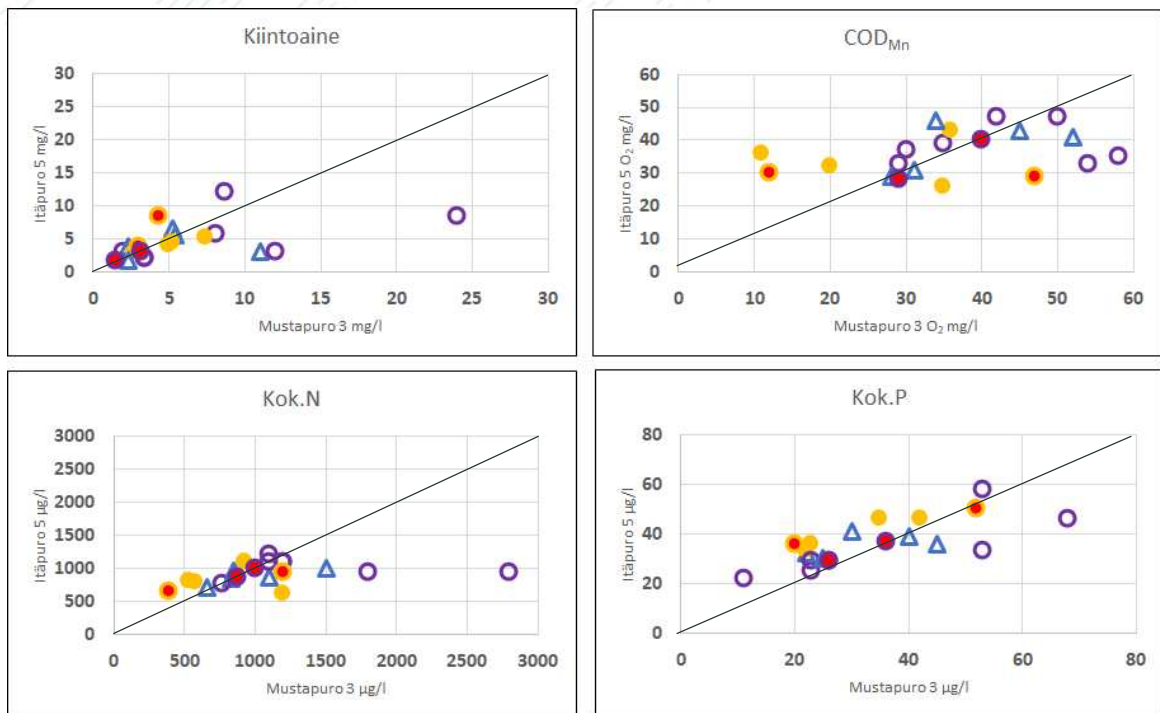 Kiintoaine
30
25
20
15
10
5
0
Itäpuro 5 mg/l
0 5 10 15 20 25 30
Mustapuro 3 mg/l
COD_Mn
60
50
40
30
20
10
0
Itäpuro 5 O₂ mg/l
0 10 20 30 40 50 60
Mustapuro 3 O₂ mg/l
Kok.N
3000
2500
2000
1500
1000
500
0
Itäpuro 5 µg/l
0 500 1000 1500 2000 2500 3000
Mustapuro 3 µg/l
Kok.P
80
60
40
20
0
Itäpuro 5 µg/l
0 20 40 60 80
Mustapuro 3 µg/l